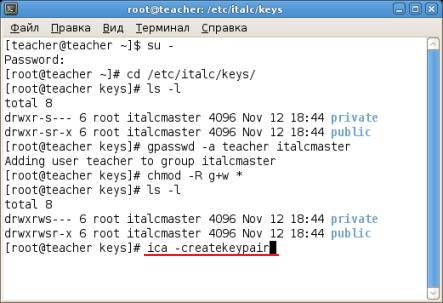 root@teacher: /etc/italc/keys
Файл Правка Вид Терминал Справка
[teacher@teacher ~]$ su -
Password:
[root@teacher ~]# cd /etc/italc/keys/
[root@teacher keys]# ls -l
total 8
drwxr-s--- 6 root italcmaster 4096 Nov 12 18:44 private
drwxr-sr-x 6 root italcmaster 4096 Nov 12 18:44 public
[root@teacher keys]# gpasswd -a teacher italcmaster
Adding user teacher to group italcmaster
[root@teacher keys]# chmod -R g+w *
[root@teacher keys]# ls -l
total 8
drwxrws--- 6 root italcmaster 4096 Nov 12 18:44 private
drwxrwsr-x 6 root italcmaster 4096 Nov 12 18:44 public
[root@teacher keys]# ica -createkeypair